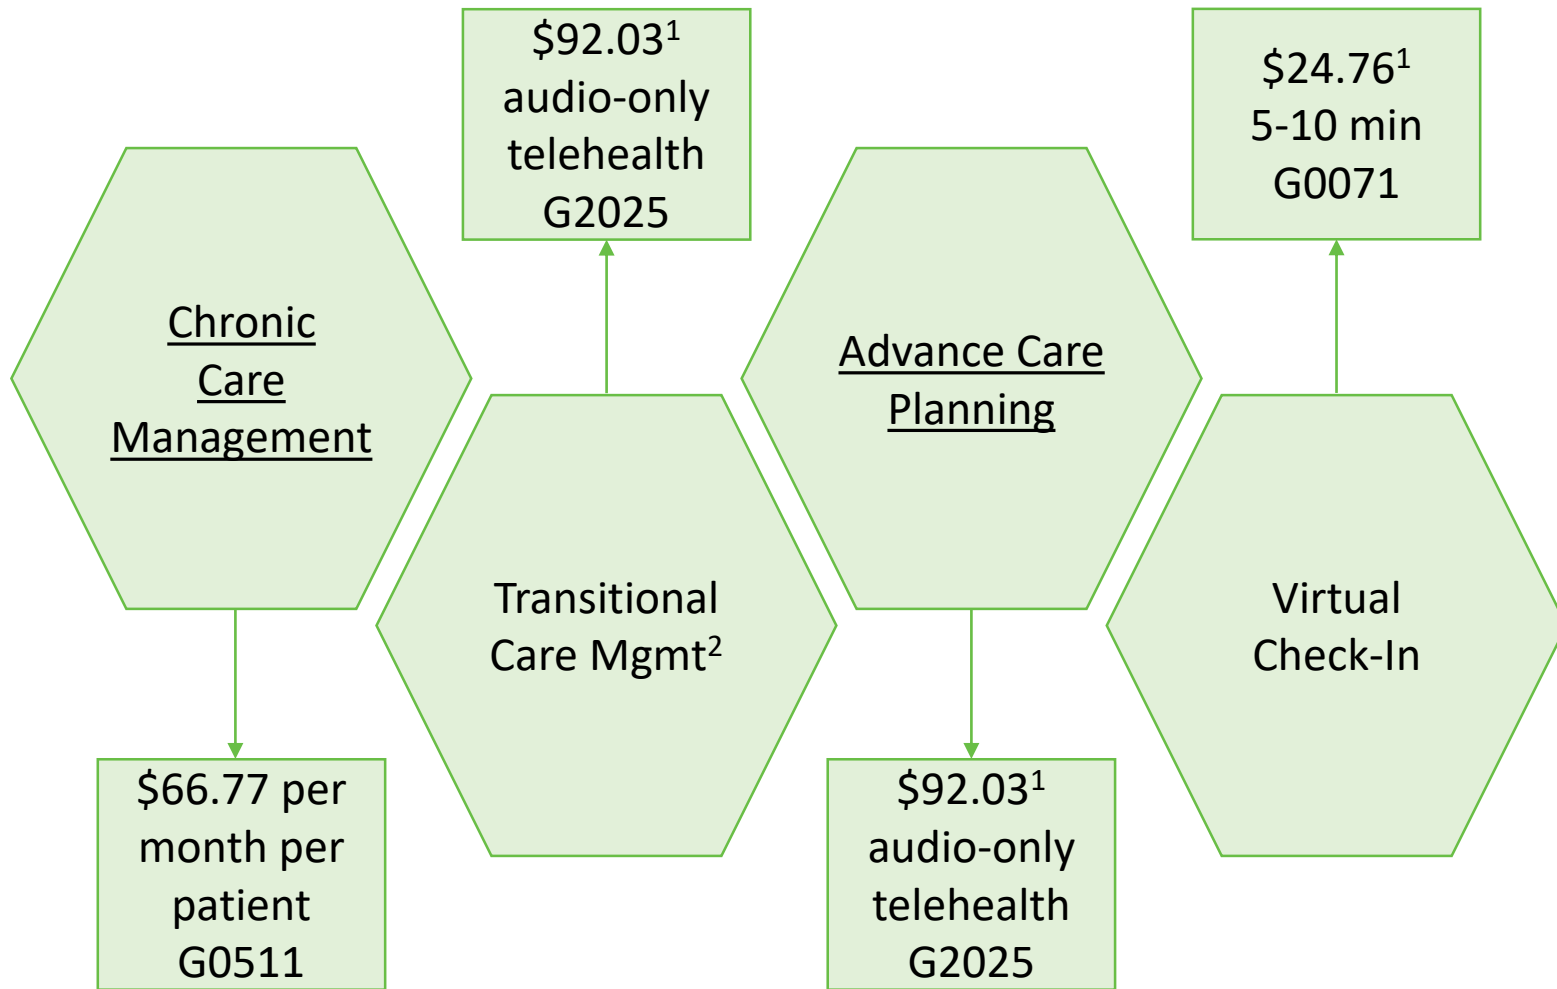 $92.03¹
audio-only
telehealth
G2025
$24.76¹
5-10 min
G0071
Chronic
Care
Management
Advance Care
Planning
Transitional
Care Mgmt²
Virtual
Check-In
$66.77 per
month per
patient
G0511
$92.03¹
audio-only
telehealth
G2025